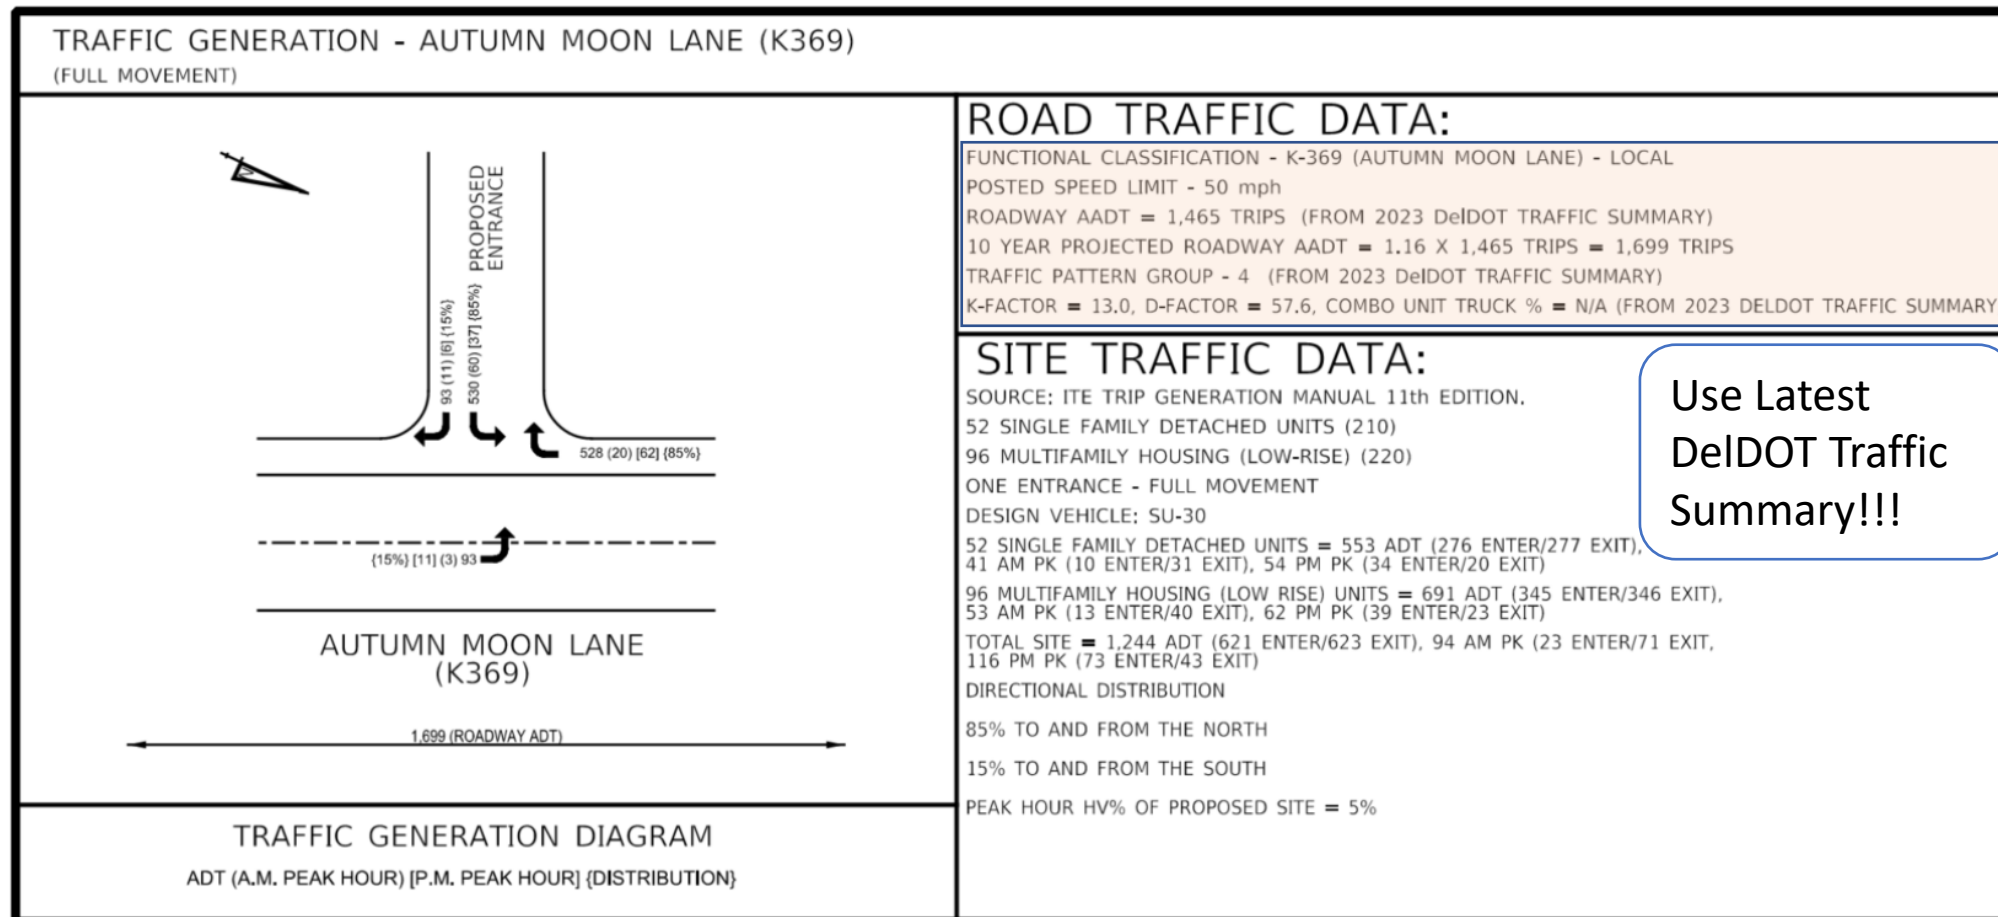 TRAFFIC GENERATION - AUTUMN MOON LANE (K369)
(FULL MOVEMENT)
N
PROPOSED
ENTRANCE
93 (11) [6] {15%}
530 (60) [37] {85%}
528 (20) [62] {85%}
{15%} [11] (3) 93
AUTUMN MOON LANE
(K369)
1,699 (ROADWAY ADT)
TRAFFIC GENERATION DIAGRAM
ADT (A.M. PEAK HOUR) [P.M. PEAK HOUR] {DISTRIBUTION}
ROAD TRAFFIC DATA:
FUNCTIONAL CLASSIFICATION - K-369 (AUTUMN MOON LANE) - LOCAL
POSTED SPEED LIMIT - 50 mph
ROADWAY AADT = 1,465 TRIPS (FROM 2023 DelDOT TRAFFIC SUMMARY)
10 YEAR PROJECTED ROADWAY AADT = 1.16 X 1,465 TRIPS = 1,699 TRIPS
TRAFFIC PATTERN GROUP - 4 (FROM 2023 DelDOT TRAFFIC SUMMARY)
K-FACTOR = 13.0, D-FACTOR = 57.6, COMBO UNIT TRUCK % = N/A (FROM 2023 DELDOT TRAFFIC SUMMARY
SITE TRAFFIC DATA:
SOURCE: ITE TRIP GENERATION MANUAL 11th EDITION.
52 SINGLE FAMILY DETACHED UNITS (210)
96 MULTIFAMILY HOUSING (LOW-RISE) (220)
ONE ENTRANCE - FULL MOVEMENT
DESIGN VEHICLE: SU-30
52 SINGLE FAMILY DETACHED UNITS = 553 ADT (276 ENTER/277 EXIT),
41 AM PK (10 ENTER/31 EXIT), 54 PM PK (34 ENTER/20 EXIT)
96 MULTIFAMILY HOUSING (LOW RISE) UNITS = 691 ADT (345 ENTER/346 EXIT),
53 AM PK (13 ENTER/40 EXIT), 62 PM PK (39 ENTER/23 EXIT)
TOTAL SITE = 1,244 ADT (621 ENTER/623 EXIT), 94 AM PK (23 ENTER/71 EXIT,
116 PM PK (73 ENTER/43 EXIT)
DIRECTIONAL DISTRIBUTION
85% TO AND FROM THE NORTH
15% TO AND FROM THE SOUTH
PEAK HOUR HV% OF PROPOSED SITE = 5%
Use Latest
DelDOT Traffic
Summary!!!